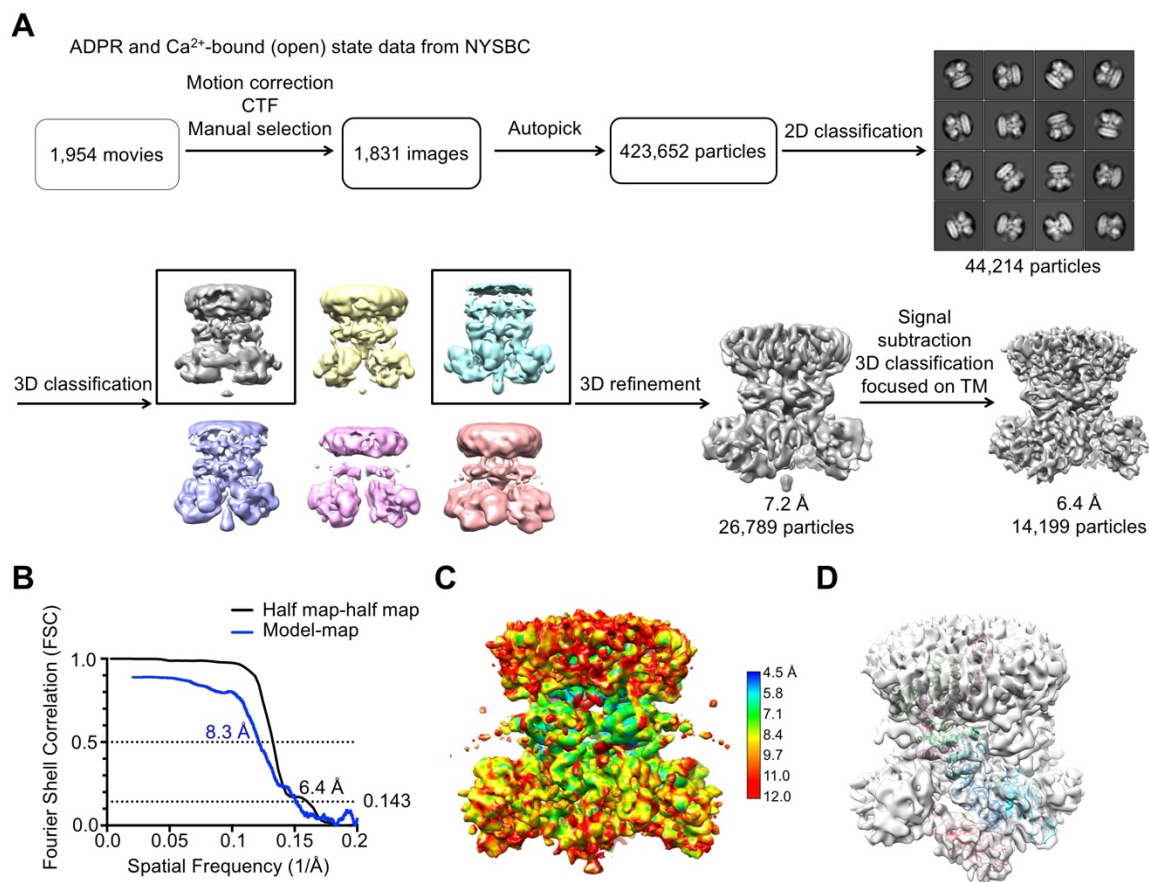 A
ADPR and Ca²⁺-bound (open) state data from NYSBC
1,954 movies
Motion correction
CTF
Manual selection
1,831 images
Autopick
423,652 particles
2D classification
44,214 particles
3D classification
3D refinement
7.2 Å
26,789 particles
Signal
subtraction
3D classification
focused on TM
6.4 Å
14,199 particles
B
Half map-half map
Model-map
Fourier Shell Correlation (FSC)
1.0
0.5
0.0
8.3 Å
6.4 Å
0.143
0.0
0.05
0.1
0.15
0.2
Spatial Frequency (1/Å)
C
4.5 Å
5.8
7.1
8.4
9.7
11.0
12.0
D